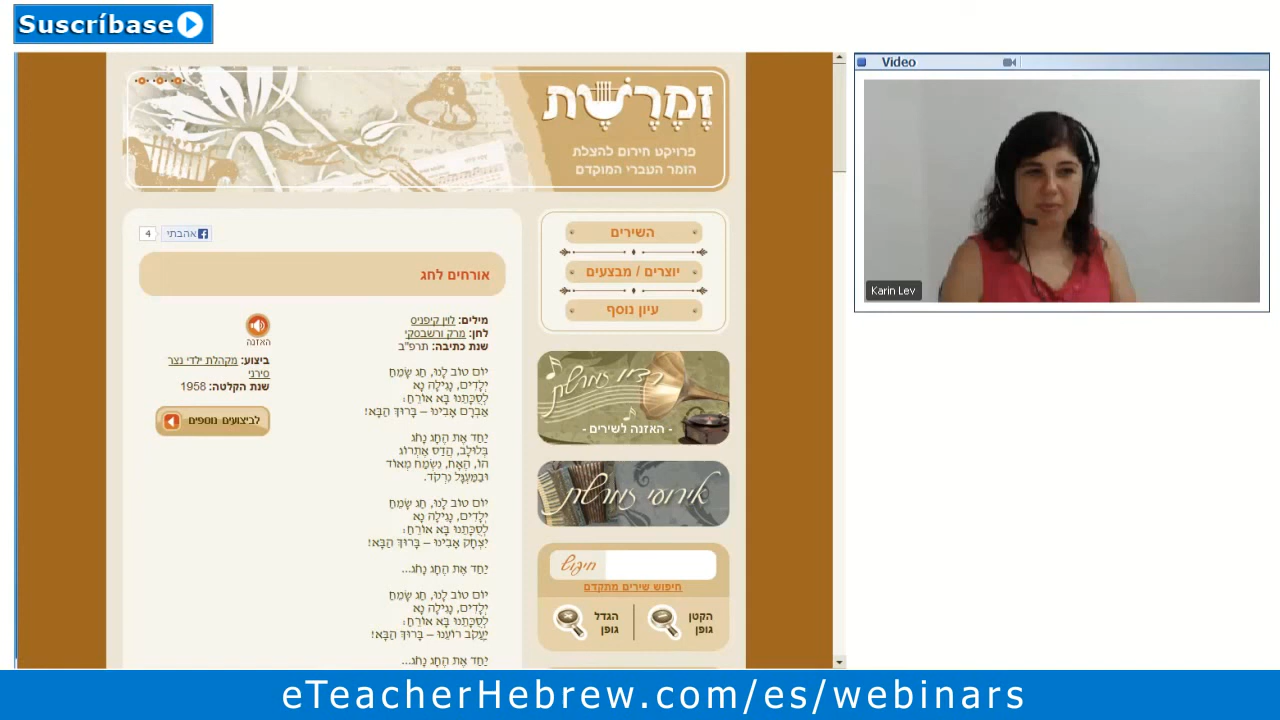 Suscríbase
זֶמֶרֶשֶׁת
פרויקט חירום להצלת
הזמר העברי המוקדם
Video
Karin Lev
4
אהבתי
אורחים לחג
מילים: לוין קיפניס
לחן: מרק ורשבסקי
שנת כתיבה: תרפ"ב
האזנה
ביצוע: מקהלת ילדי נצר
סירני
שנת הקלטה: 1958
לביצועים נוספים
יוֹם טוֹב לָנוּ, חַג שָׂמֵחַ
יְלָדִים, נָגִילָה נָא
לְסֻכָּתֵנוּ בָּא אוֹרֵחַ:
אַבְרָם אָבִינוּ – בָּרוּךְ הַבָּא!
יַחַד אֶת הֶחָג נָחֹג
בְּלוּלָב, הֲדַס אֶתְרוֹג
הוֹ, הֶאָח, נִשְׂמַח מְאוֹד
וּבַמַּעְגָּל נִרְקֹד.
יוֹם טוֹב לָנוּ, חַג שָׂמֵחַ
יְלָדִים, נָגִילָה נָא
לְסֻכָּתֵנוּ בָּא אוֹרֵחַ:
יִצְחָק אָבִינוּ – בָּרוּךְ הַבָּא!
יַחַד אֶת הֶחָג נָחֹג...
יוֹם טוֹב לָנוּ, חַג שָׂמֵחַ
יְלָדִים, נָגִילָה נָא
לְסֻכָּתֵנוּ בָּא אוֹרֵחַ:
יַעֲקֹב רוֹעֵנוּ – בָּרוּךְ הַבָּא!
יַחַד אֶת הֶחָג נָחֹג...
השירים
יוצרים / מבצעים
עיון נוסף
רדיו זמרשת
- האזנה לשירים -
אירועי זמרשת
חיפוש
חיפוש שירים מתקדם
הקטן
גופן
הגדל
גופן
eTeacherHebrew.com/es/webinars